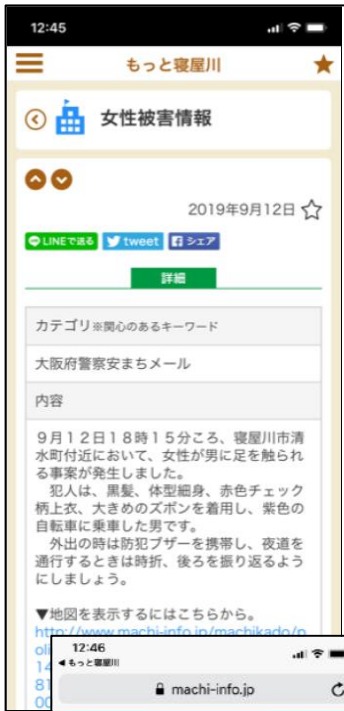 12:45
もっと寝屋川
女性被害情報
2019年9月12日
LINEで送る tweet シェア
詳細
カテゴリ※関心のあるキーワード
大阪府警察安まちメール
内容
9月12日18時15分ころ、寝屋川市清
水町付近において、女性が男に足を触られ
る事案が発生しました。
犯人は、黒髪、体型細身、赤色チェック
柄上衣、大きめのズボンを着用し、紫色の
自転車に乗車した男です。
外出の時は防犯ブザーを携帯し、夜道を
通行するときは時折、後ろを振り返るよう
にしましょう。
▼地図を表示するにはこちらから。
http://www.machi-info.jp/machikado/p
oli
14
81
00
12:46
もっと寝屋川
machi-info.jp